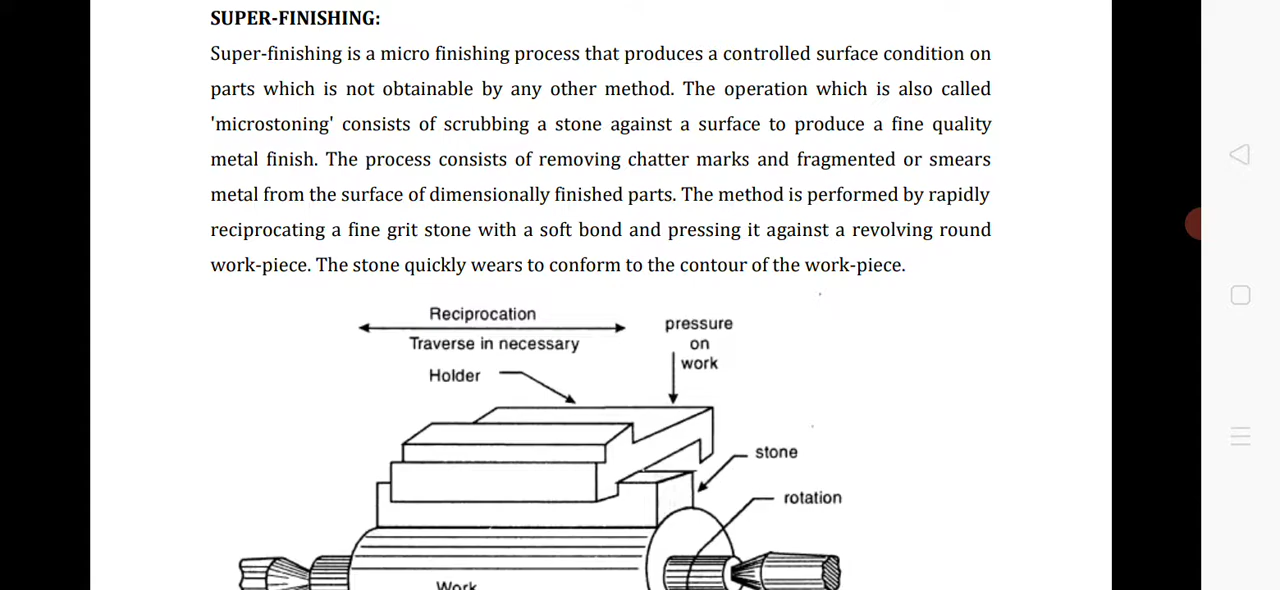 SUPER-FINISHING:
Super-finishing is a micro finishing process that produces a controlled surface condition on
parts which is not obtainable by any other method. The operation which is also called
'microstoning' consists of scrubbing a stone against a surface to produce a fine quality
metal finish. The process consists of removing chatter marks and fragmented or smears
metal from the surface of dimensionally finished parts. The method is performed by rapidly
reciprocating a fine grit stone with a soft bond and pressing it against a revolving round
work-piece. The stone quickly wears to conform to the contour of the work-piece.
Reciprocation
Traverse in necessary
pressure
on
work
Holder
stone
rotation
Work